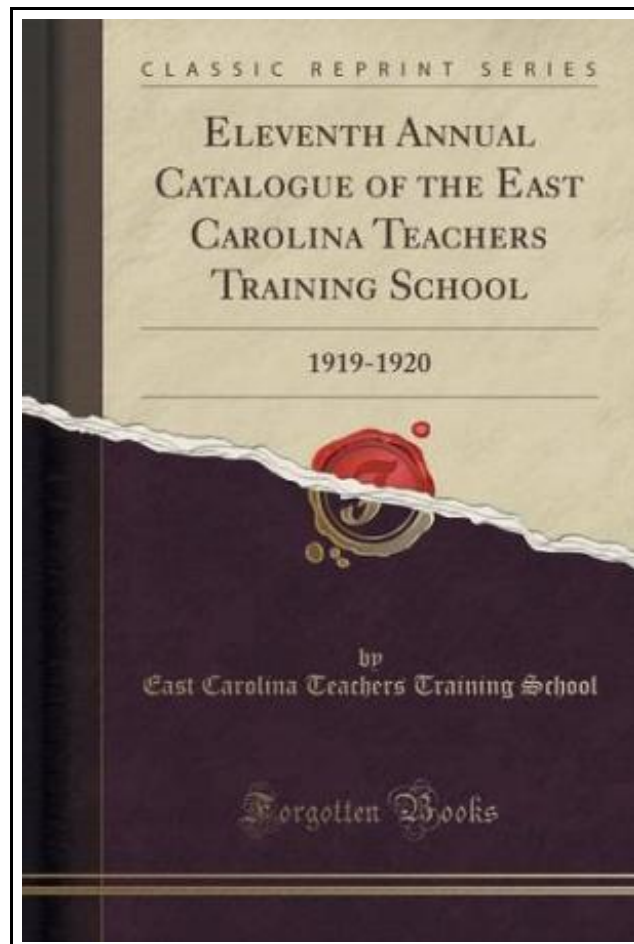 CLASSIC REPRINT SERIES
ELEVENTH ANNUAL
CATALOGUE OF THE EAST
CAROLINA TEACHERS
TRAINING SCHOOL
1919-1920
F
by
East Carolina Teachers Training School
Forgotten Books